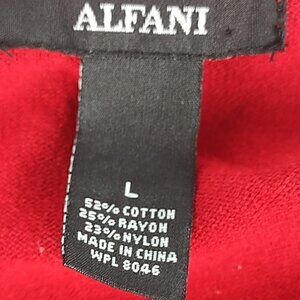 ALFANI
L
52% COTTON
25% RAYON
23% NYLON
MADE IN CHINA
WPL 8046